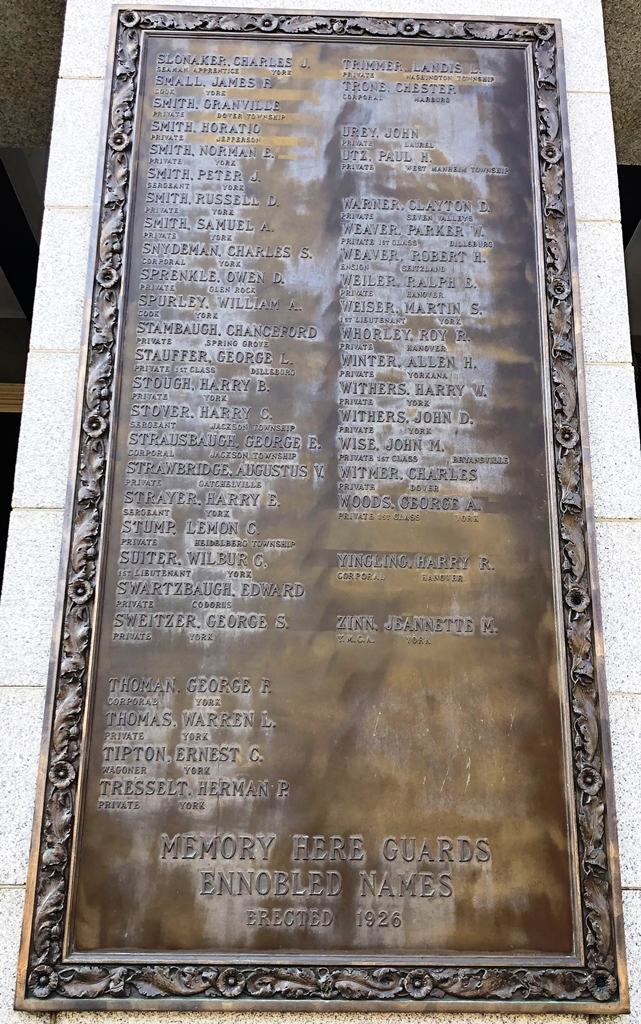 SLONAKER, CHARLES J.
SEAMAN APPRENTICE YORK
SMALL, JAMES F.
COOK YORK
SMITH, GRANVILLE
PRIVATE DOVER TOWNSHIP
SMITH, HORATIO
PRIVATE JEFFERSON
SMITH, NORMAN E.
PRIVATE YORK
SMITH, PETER J.
SERGEANT YORK
SMITH, RUSSELL D.
PRIVATE YORK
SMITH, SAMUEL A.
PRIVATE YORK
SNYDEMAN, CHARLES S.
CORPORAL YORK
SPRENKLE, OWEN D.
PRIVATE GLEN ROCK
SPURLEY, WILLIAM A.
COOK YORK
STAMBAUGH, CHANCEFORD
PRIVATE SPRING GROVE
STAUFFER, GEORGE L.
PRIVATE 1ST CLASS DILLSBURG
STOUGH, HARRY B.
PRIVATE YORK
STOVER, HARRY C.
SERGEANT JACKSON TOWNSHIP
STRAUSBAUGH, GEORGE E.
CORPORAL JACKSON TOWNSHIP
STRAWBRIDGE, AUGUSTUS V.
PRIVATE GATCHELVILLE
STRAYER, HARRY E.
SERGEANT YORK
STUMP, LEMON C.
PRIVATE HEIDELBERG TOWNSHIP
SUITER, WILBUR C.
1ST LIEUTENANT YORK
SWARTZBAUGH, EDWARD
PRIVATE CODORUS
SWEITZER, GEORGE S.
PRIVATE YORK
THOMAN, GEORGE F.
CORPORAL YORK
THOMAS, WARREN L.
PRIVATE YORK
TIPTON, ERNEST C.
WAGONER YORK
TRESSELT, HERMAN P.
PRIVATE YORK
TRIMMER, LANDIS L.
PRIVATE WASHINGTON TOWNSHIP
TRONE, CHESTER
CORPORAL MARBURG
UREY, JOHN
PRIVATE LAUREL
UTZ, PAUL H.
PRIVATE WEST MANHEIM TOWNSHIP
WARNER, CLAYTON D.
PRIVATE SEVEN VALLEYS
WEAVER, PARKER W.
PRIVATE 1ST CLASS DILLSBURG
WEAVER, ROBERT H.
ENSIGN SEITZLAND
WEILER, RALPH E.
PRIVATE HANOVER
WEISER, MARTIN S.
1ST LIEUTENANT YORK
WHORLEY, ROY R.
PRIVATE HANOVER
WINTER, ALLEN H.
PRIVATE YORKANA
WITHERS, HARRY W.
PRIVATE YORK
WITHERS, JOHN D.
PRIVATE YORK
WISE, JOHN M.
PRIVATE 1ST CLASS BRYANSVILLE
WITMER, CHARLES
PRIVATE DOVER
WOODS, GEORGE A.
PRIVATE 1ST CLASS YORK
YINGLING, HARRY R.
CORPORAL HANOVER
ZINN, JEANNETTE M.
Y.M.C.A. YORK
MEMORY HERE GUARDS
ENNOBLED NAMES
ERECTED 1926